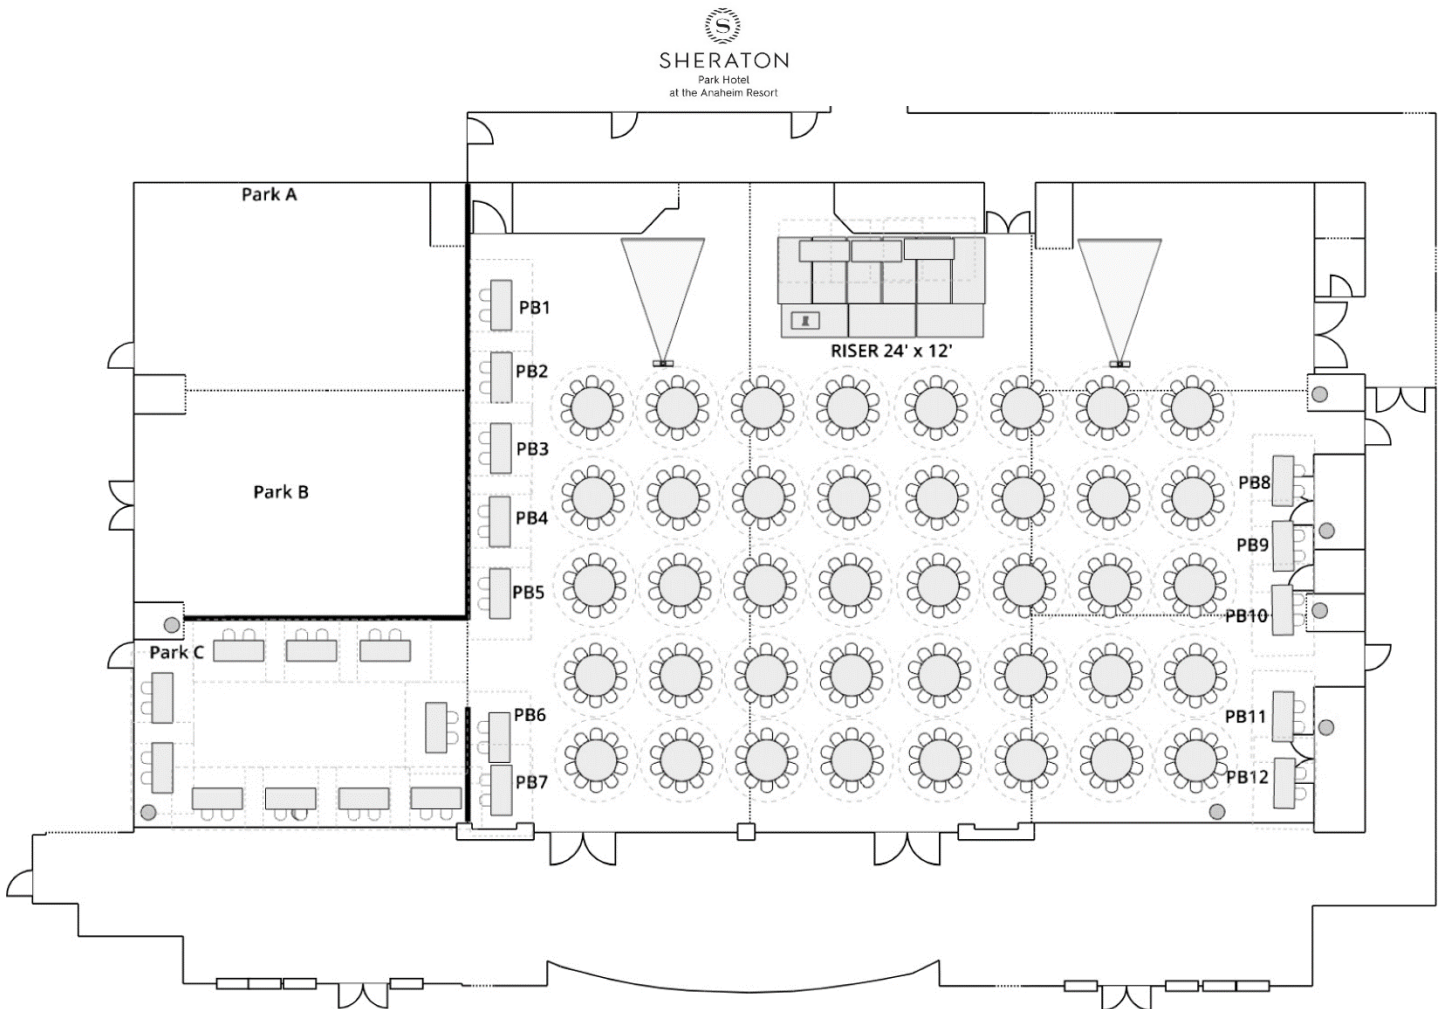 S
SHERATON
Park Hotel
at the Anaheim Resort
Park A
PB1
RISER 24' x 12'
PB2
PB3
PB8
Park B
PB4
PB9
PB5
PB10
Park C
PB6
PB11
PB7
PB12